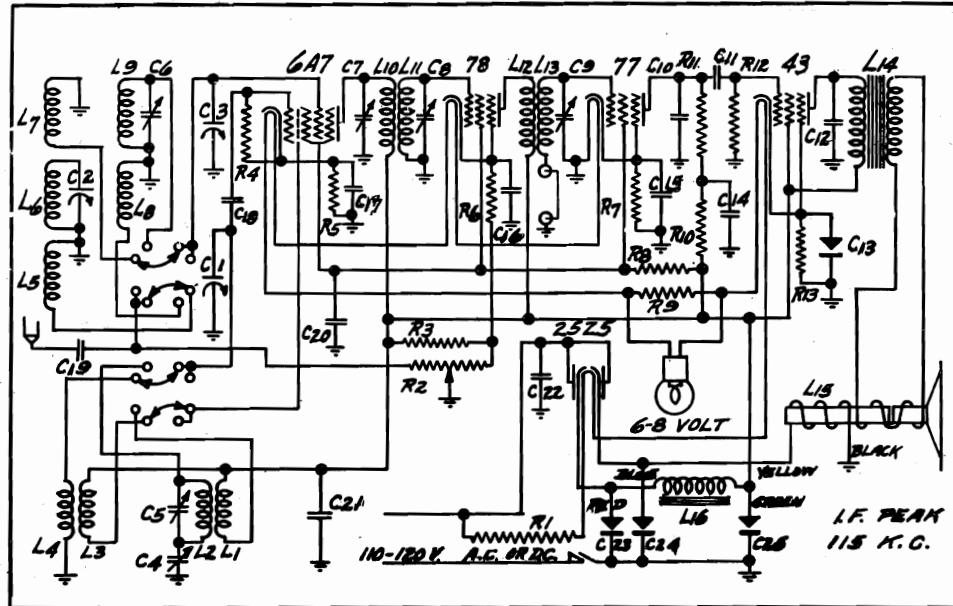 L9 C6
6A7
C7 L10 L11 C8
78
L12 L13 C9
77
C10 R11 C11 R12
43
L14
L7
C3
R4
C2
L6
L8
C18
R5
C17
R6
C16
R7
C15
C14
C12
R10
R8
C13
L5
C1
R9
R13
C20
R3
25Z5
C19
R2
C22
6-8 VOLT
L15
BLACK
YELLOW
RED
GREEN
L16
C5
C21
R1
L4 L3
L2 L1
C4
110-120 V. A.C. OR D.C.
C23 C24
C25
I.F. PEAK
115 K.C.